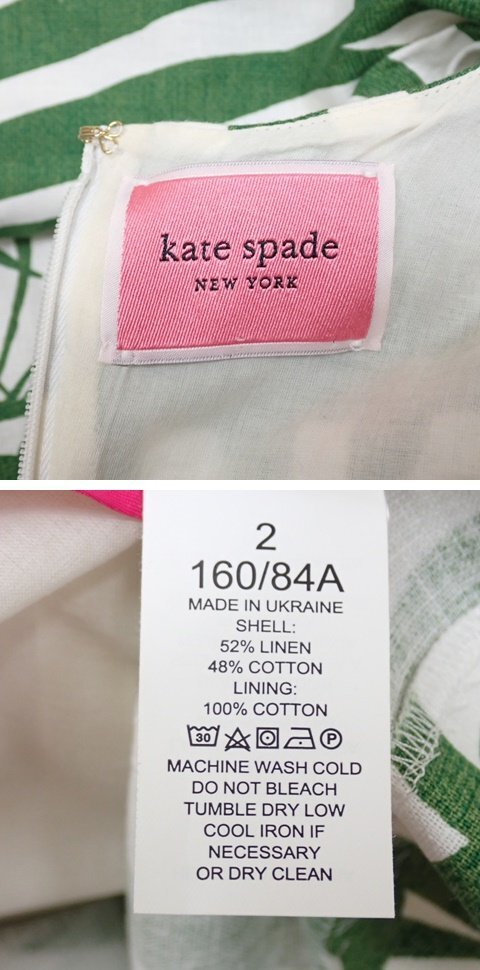 kate spade
NEW YORK
2
160/84A
MADE IN UKRAINE
SHELL:
52% LINEN
48% COTTON
LINING:
100% COTTON
30 P
MACHINE WASH COLD
DO NOT BLEACH
TUMBLE DRY LOW
COOL IRON IF
NECESSARY
OR DRY CLEAN